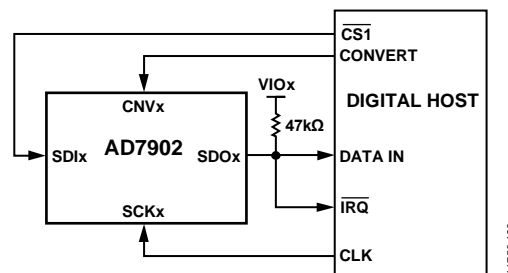 CS1
CONVERT
VIOx
CNVx
47kΩ
DIGITAL HOST
AD7902
SDIx
SDOx
DATA IN
SCKx
IRQ
CLK